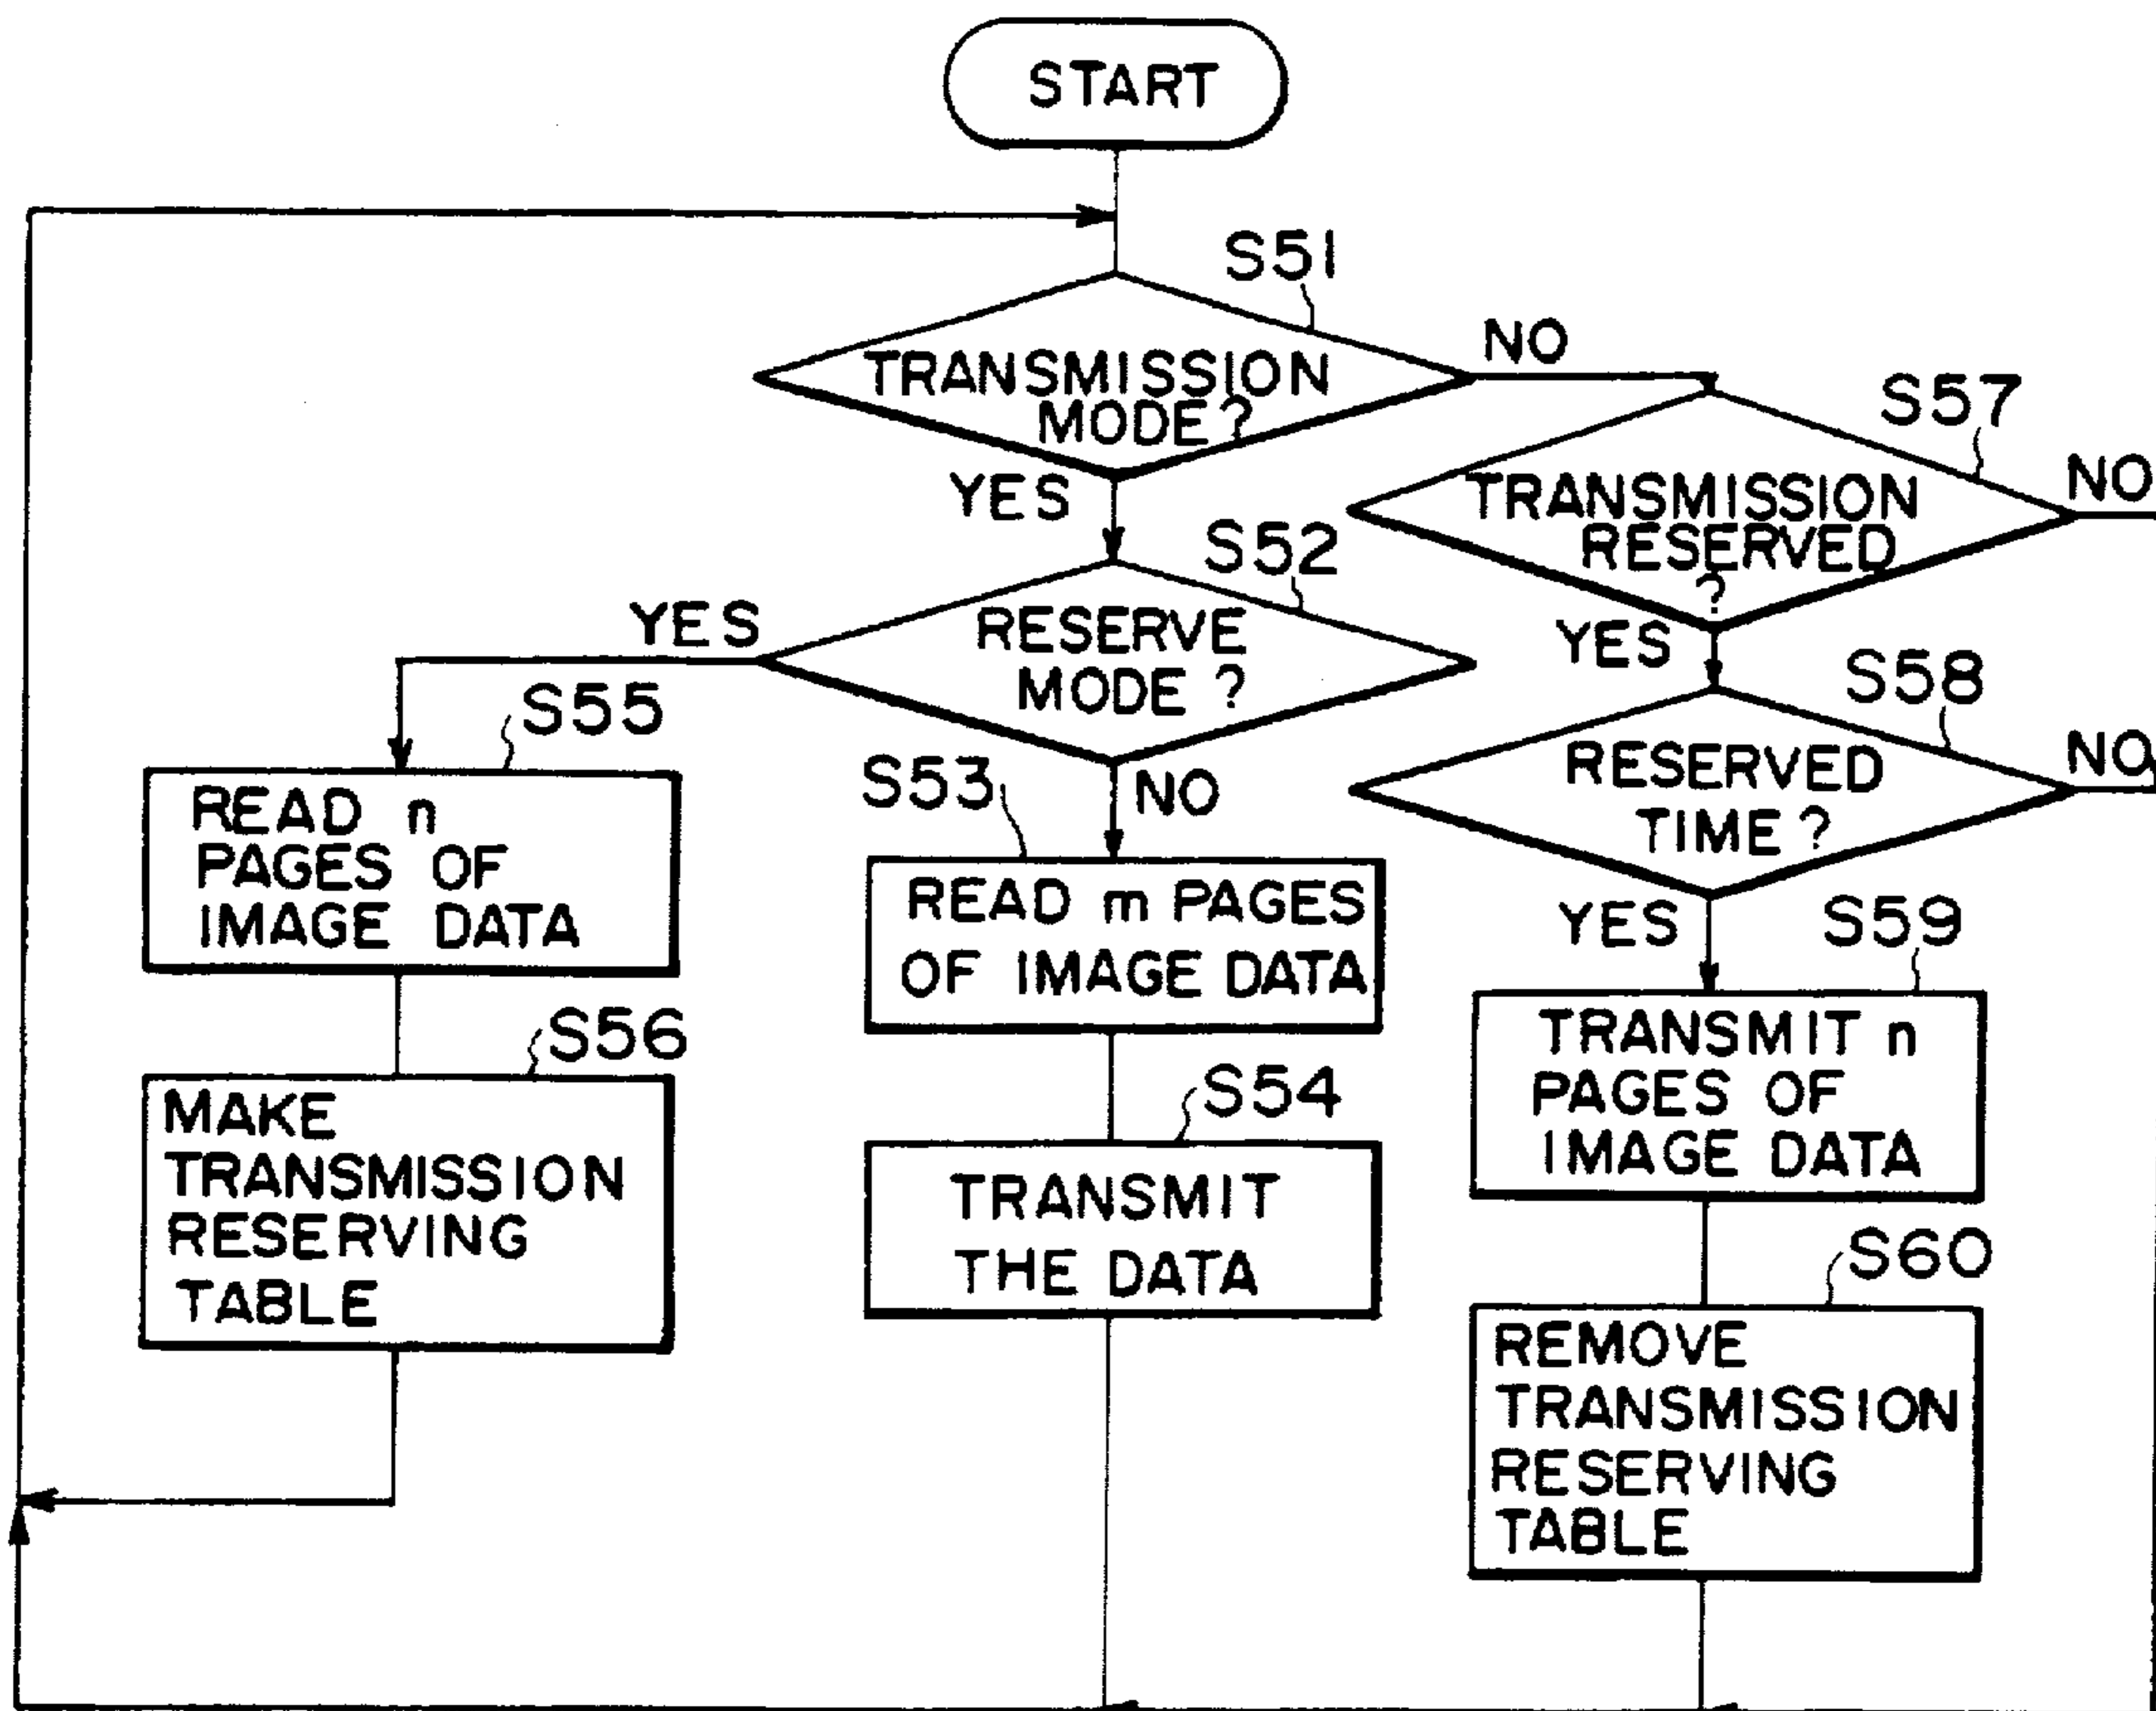 START
S51
TRANSMISSION
MODE?
NO
YES
S57
TRANSMISSION
RESERVED
?
NO
YES
S52
RESERVE
MODE?
YES
NO
S58
RESERVED
TIME?
NO
YES
S55
READ n
PAGES OF
IMAGE DATA
S53
READ m PAGES
OF IMAGE DATA
S59
TRANSMIT n
PAGES OF
IMAGE DATA
S56
MAKE
TRANSMISSION
RESERVING
TABLE
S54
TRANSMIT
THE DATA
S60
REMOVE
TRANSMISSION
RESERVING
TABLE